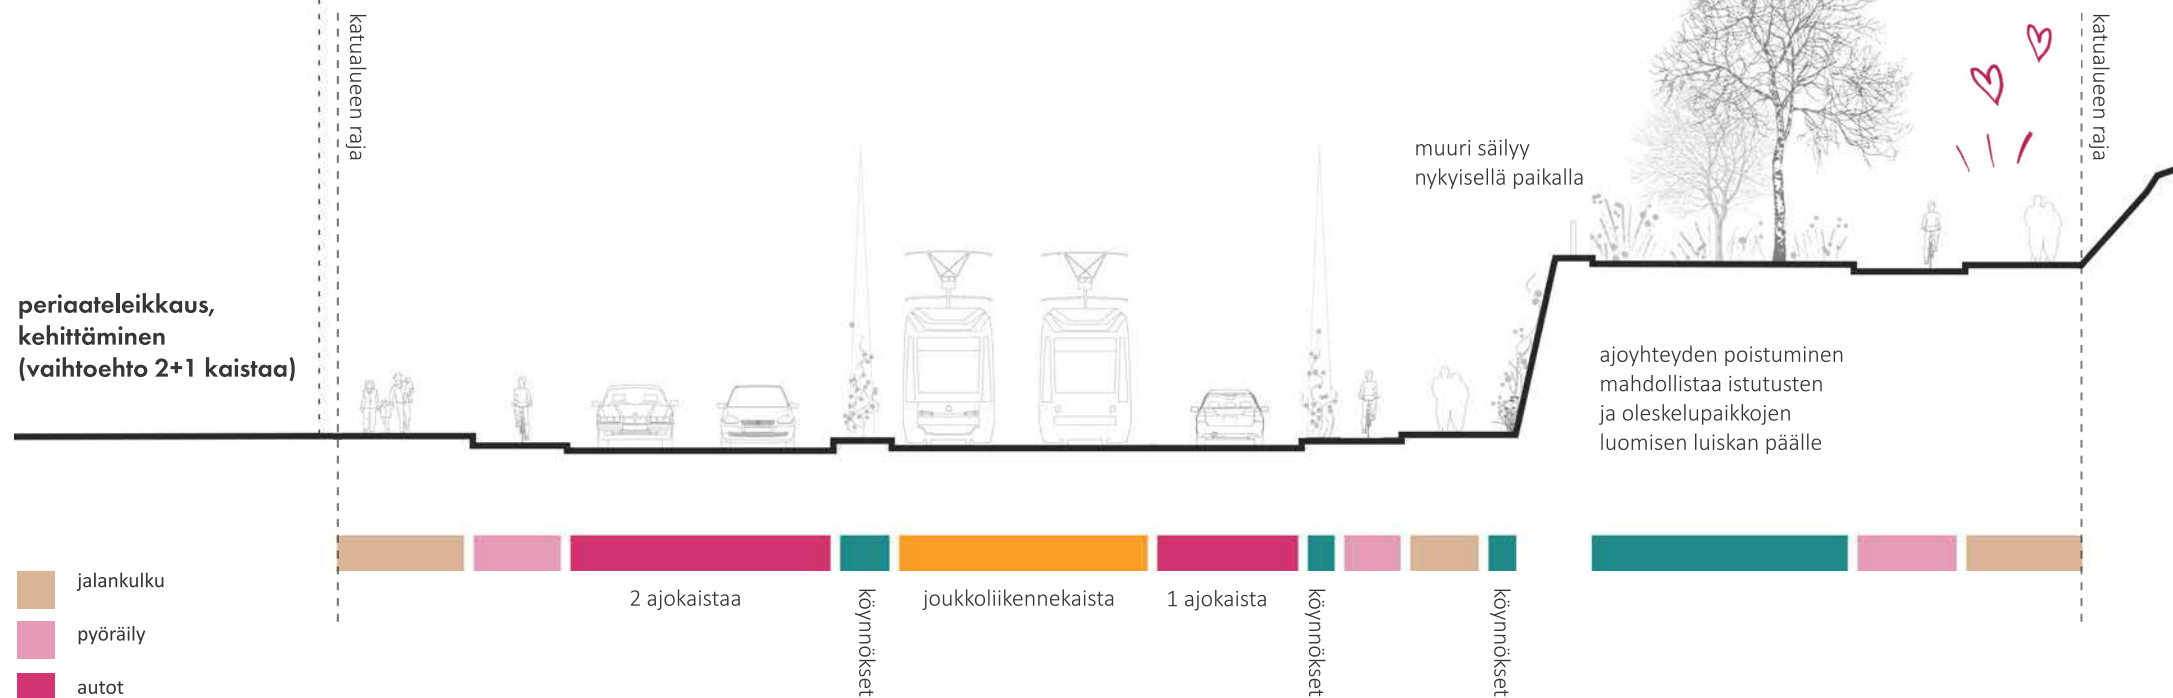 katualueen raja
katualueen raja
muuri säilyy
nykyisellä paikalla
periaateleikkaus,
kehittäminen
(vaihtoehto 2+1 kaistaa)
ajoyhteyden poistuminen
mahdollistaa istutusten
ja oleskelupaikkojen
luomisen luiskan päälle
2 ajokaistaa
köynnökset
joukkoliikennekaista
1 ajokaista
köynnökset
köynnökset
jalankulku
pyöräily
autot